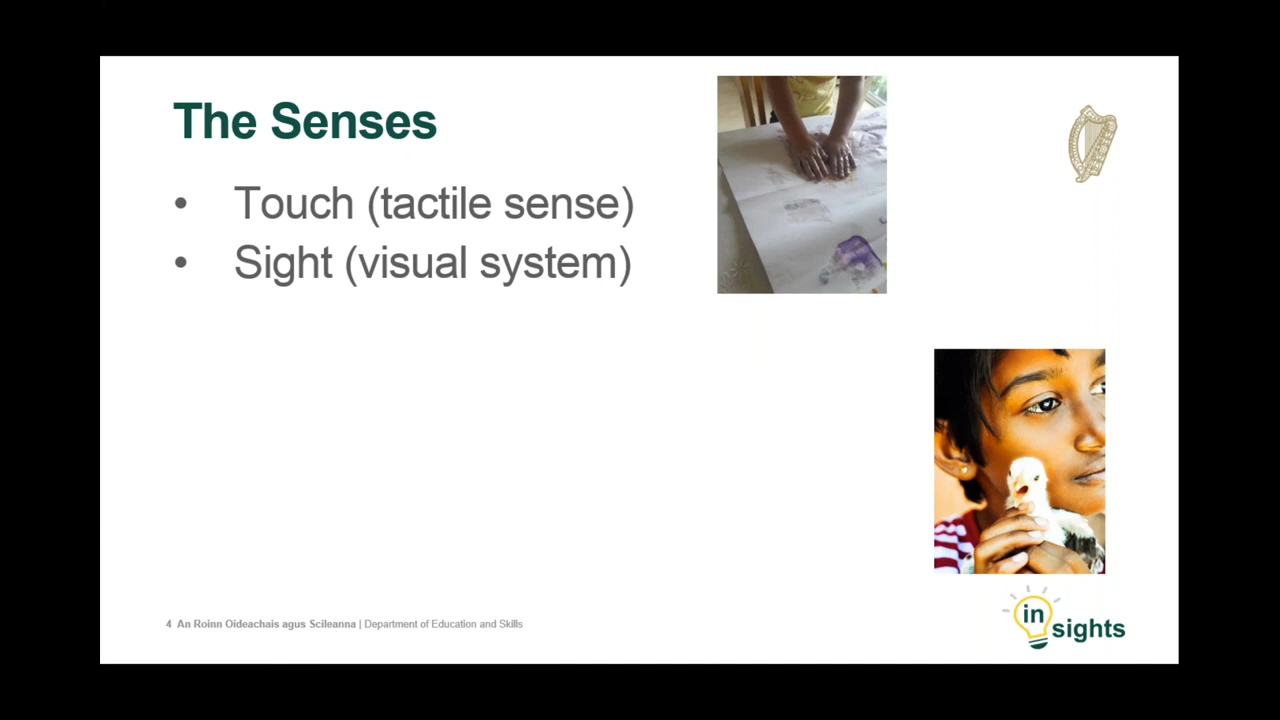 The Senses
• Touch (tactile sense)
• Sight (visual system)
4 An Roinn Oideachais agus Scileanna | Department of Education and Skills
in
sights